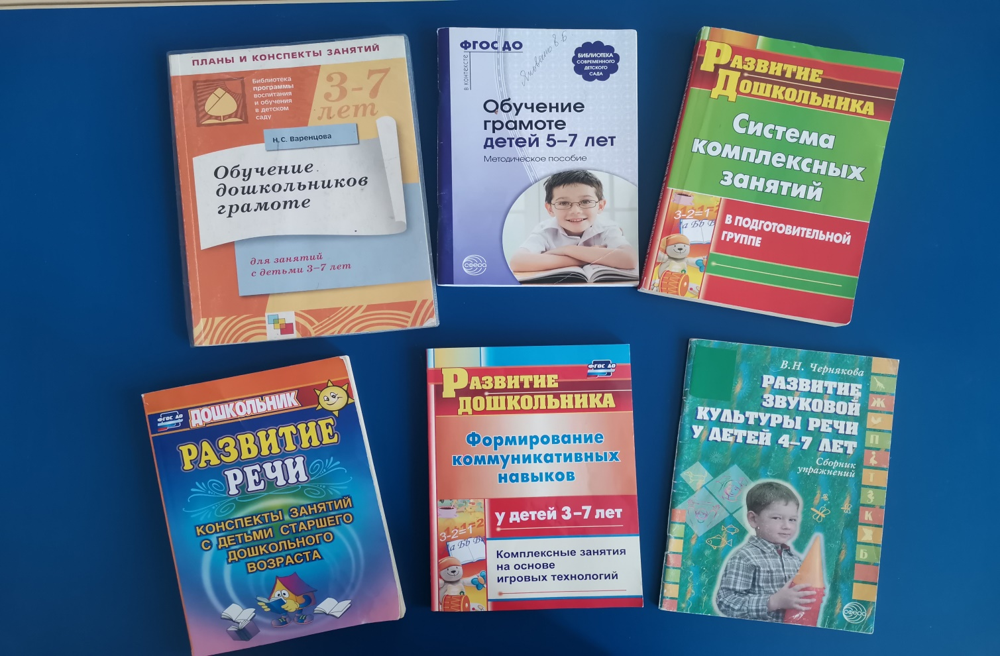 ПЛАНЫ И КОНСПЕКТЫ ЗАНЯТИЙ
Библиотека
программы
воспитания
и обучения
в детском
саду
3-7
лет
Н. С. Варенцова
Обучение
дошкольников
грамоте
для занятий
с детьми 3–7 лет
ФГОС ДО
в контексте
БИБЛИОТЕКА
СОВРЕМЕННОГО
ДЕТСКОГО
САДА
Обучение
грамоте
детей 5–7 лет
Методическое пособие
сфера
РАЗВИТИЕ
ДОШКОЛЬНИКА
Система
комплексных
занятий
3-2=1
а Бб В
В ПОДГОТОВИТЕЛЬНОЙ
ГРУППЕ
ФГОС ДО
ДОШКОЛЬНИК
РАЗВИТИЕ
РЕЧИ
КОНСПЕКТЫ ЗАНЯТИЙ
С ДЕТЬМИ СТАРШЕГО
ДОШКОЛЬНОГО
ВОЗРАСТА
ФГОС ДО
РАЗВИТИЕ
ДОШКОЛЬНИКА
Формирование
коммуникативных
навыков
у детей 3–7 лет
1+1=2
3-2=1
а Бб В
Комплексные занятия
на основе
игровых технологий
В.Н. Чернякова
РАЗВИТИЕ
ЗВУКОВОЙ
КУЛЬТУРЫ РЕЧИ
У ДЕТЕЙ 4–7 ЛЕТ
Сборник
упражнений
Ж
П
Т
К
Б
сфера